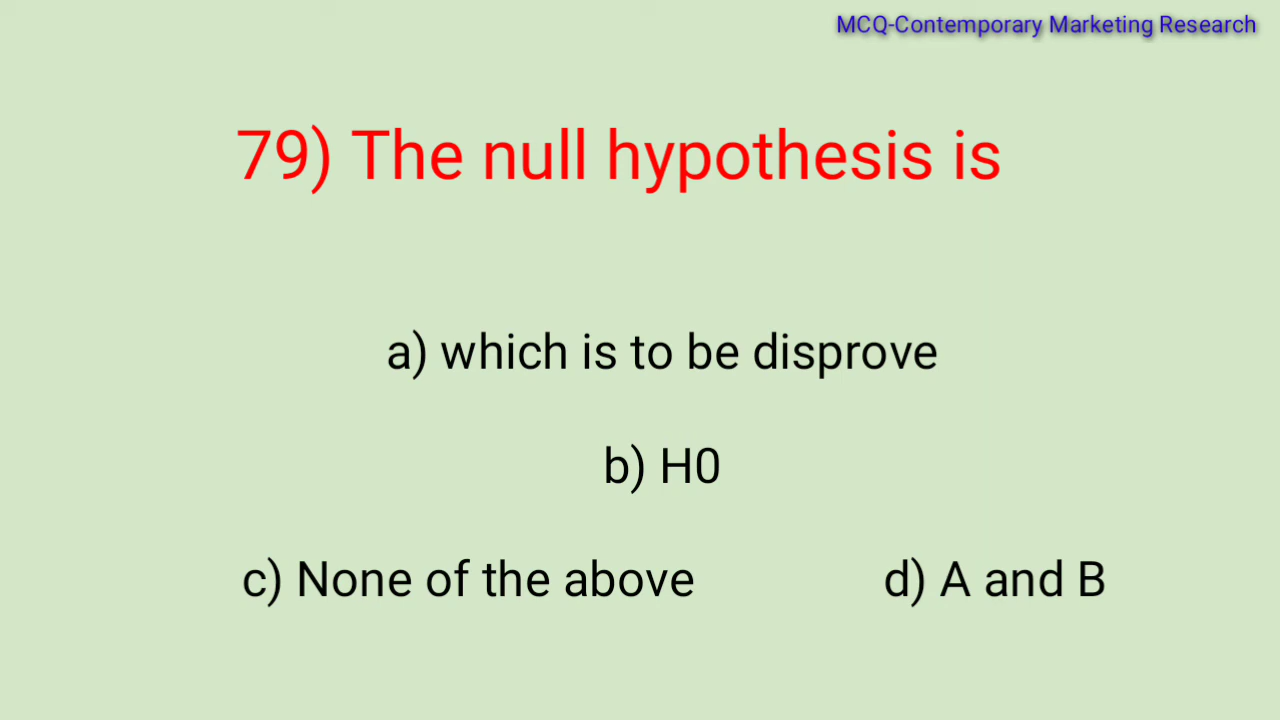 MCQ-Contemporary Marketing Research
79) The null hypothesis is
a) which is to be disprove
b) H0
c) None of the above
d) A and B